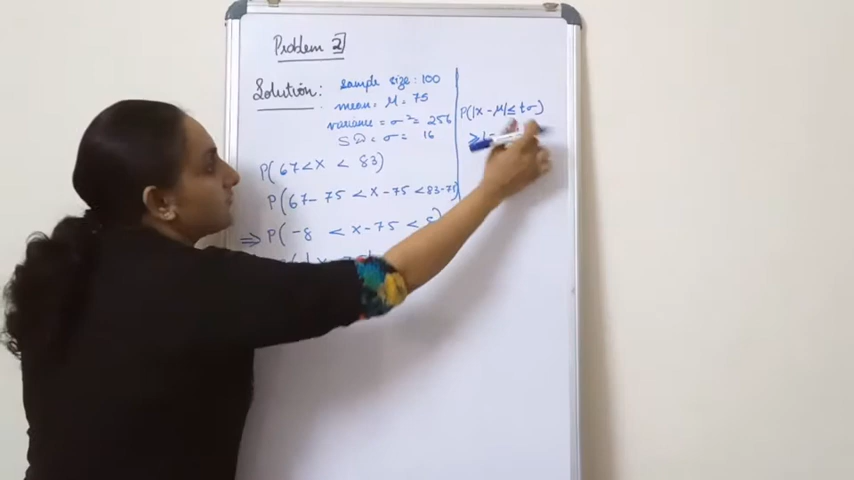 Problem 2
Solution: sample size: 100
mean = μ = 75
variance = σ² = 256
SD = σ = 16
P(67 < X < 83)
P(67 - 75 < X - 75 < 83 - 75)
⇒ P(-8 < X - 75 < 8)
P(|X - μ| ≤ tσ)
≥ 1 -